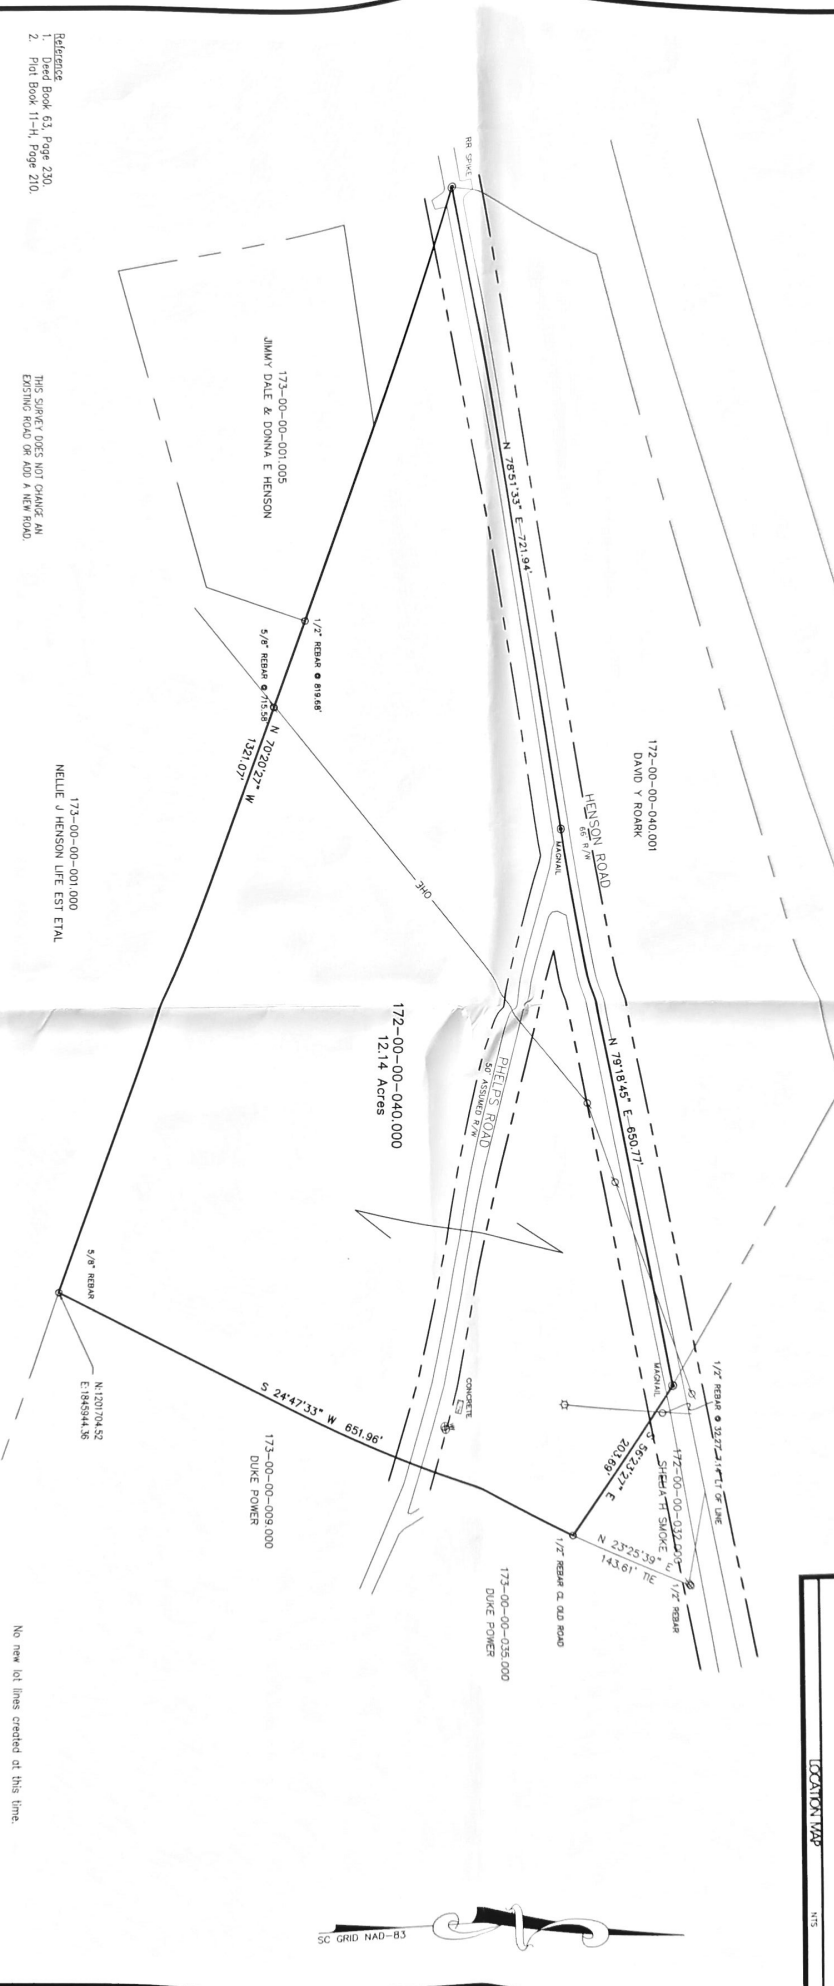 Reference
1. Deed Book 63, Page 230.
2. Plat Book 11-H, Page 210.
THIS SURVEY DOES NOT CHANGE AN
EXISTING ROAD OR ADD A NEW ROAD.
No new lot lines created at this time.
RR SPIKE
N 78°51'33" E 721.94'
173-00-00-001.005
JIMMY DALE & DONNA E HENSON
1/2" REBAR @ 819.68'
5/8" REBAR @ 715.58'
N 70°20'27" W
1321.07'
173-00-00-001.000
NELLIE J HENSON LIFE EST ETAL
172-00-00-040.001
DAVID Y ROARK
HENSON ROAD
66' R/W
MAGNAIL
OHE
172-00-00-040.000
12.14 Acres
PHELPS ROAD
50' ASSUMED R/W
N 79°18'45" E 650.77'
5/8" REBAR
N:1201704.52
E:1845944.36
S 24°47'33" W 651.96'
173-00-00-009.000
DUKE POWER
CONCRETE
MAGNAIL
1/2" REBAR @ 32.27' 2.14' LT OF LINE
S 56°23'27" E
203.69'
172-00-00-032.000
SHELIA H SMOKE
N 23°25'39" E
143.61' TIE
1/2" REBAR
1/2" REBAR CL OLD ROAD
173-00-00-035.000
DUKE POWER
LOCATION MAP
NTS
SC GRID NAD-83